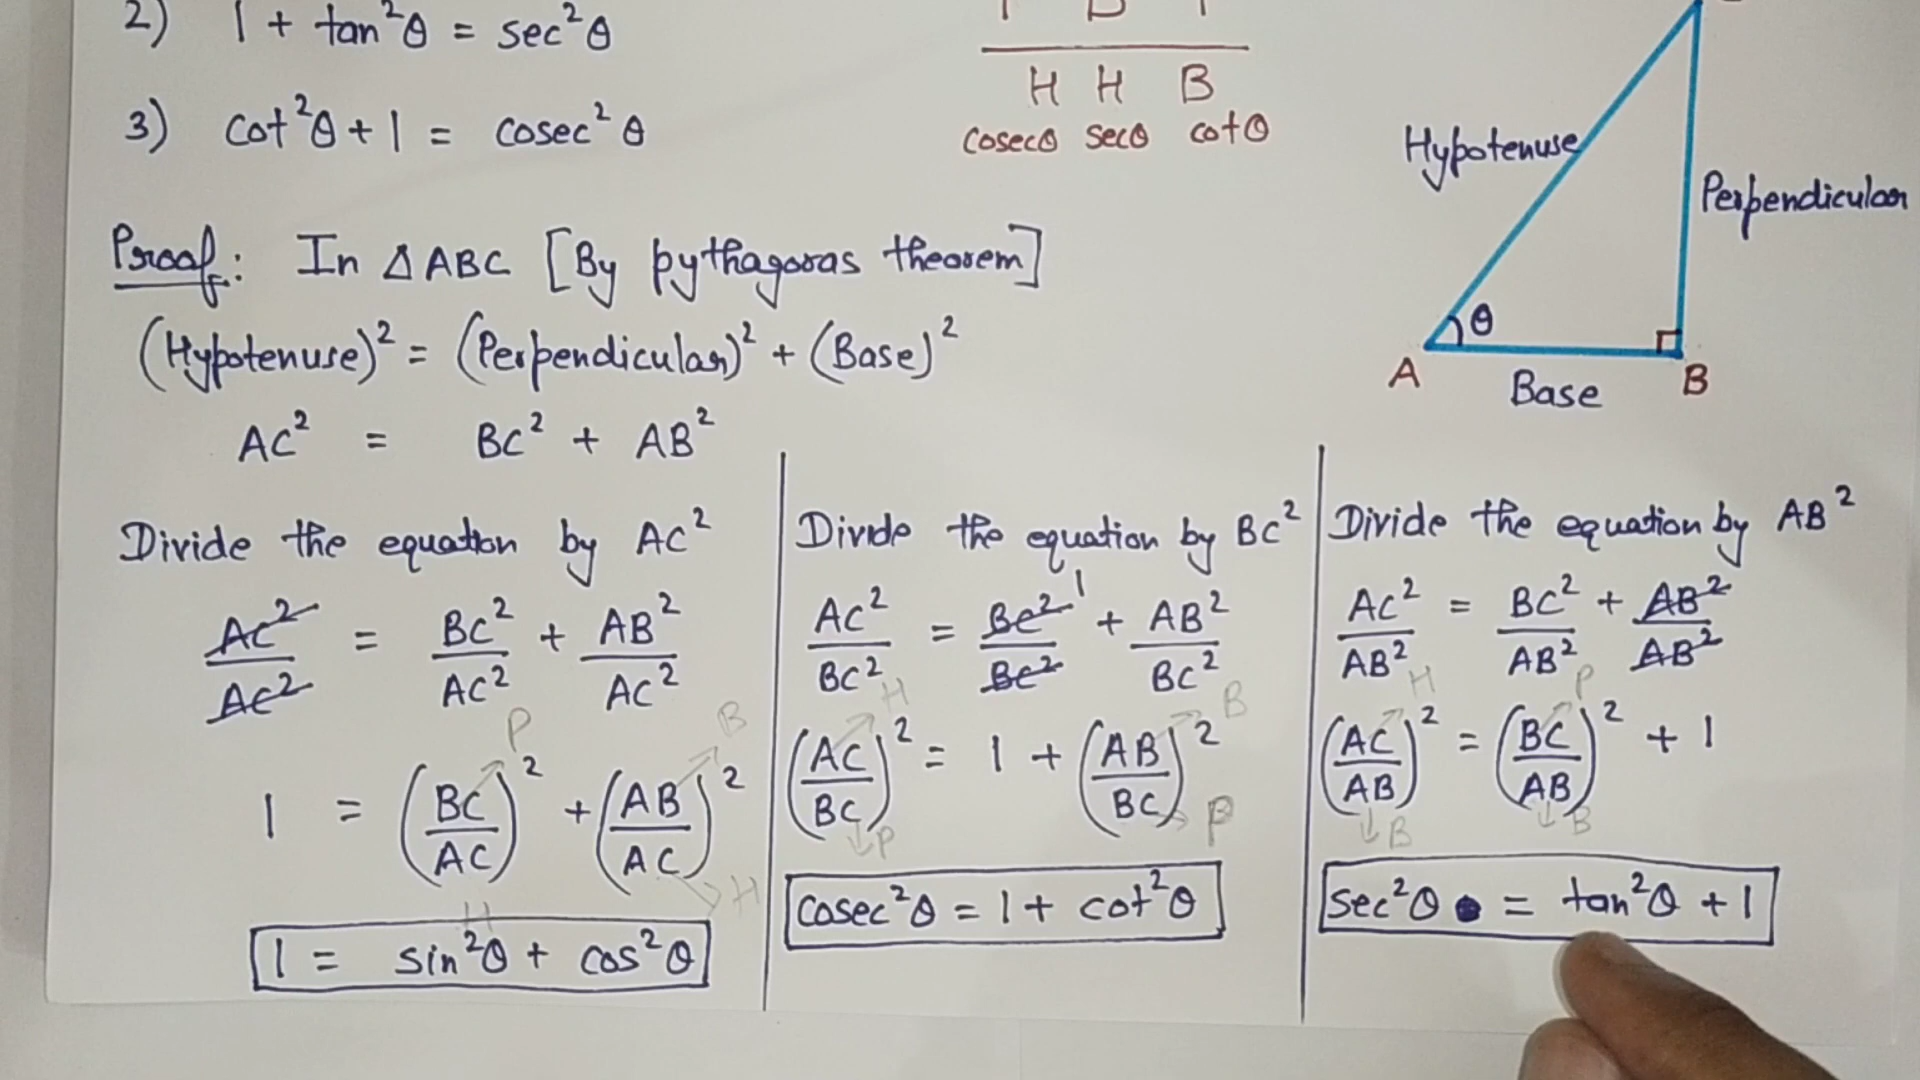 2) 1 + tan²θ = sec²θ
3) cot²θ + 1 = cosec²θ
H H B
cosecθ secθ cotθ
Hypotenuse
Perpendicular
θ
A
Base
B
Proof: In △ABC [By pythagoras theorem]
(Hypotenuse)² = (Perpendicular)² + (Base)²
AC² = BC² + AB²
Divide the equation by AC²
AC²/AC² = BC²/AC² + AB²/AC²
P B
1 = (BC/AC)² + (AB/AC)²
H H
1 = sin²θ + cos²θ
Divide the equation by BC²
AC²/BC² = BC²/BC² 1 + AB²/BC²
H B
(AC/BC)² = 1 + (AB/BC)²
P P
cosec²θ = 1 + cot²θ
Divide the equation by AB²
AC²/AB² = BC²/AB² + AB²/AB²
H P
(AC/AB)² = (BC/AB)² + 1
B B
sec²θ = tan²θ + 1